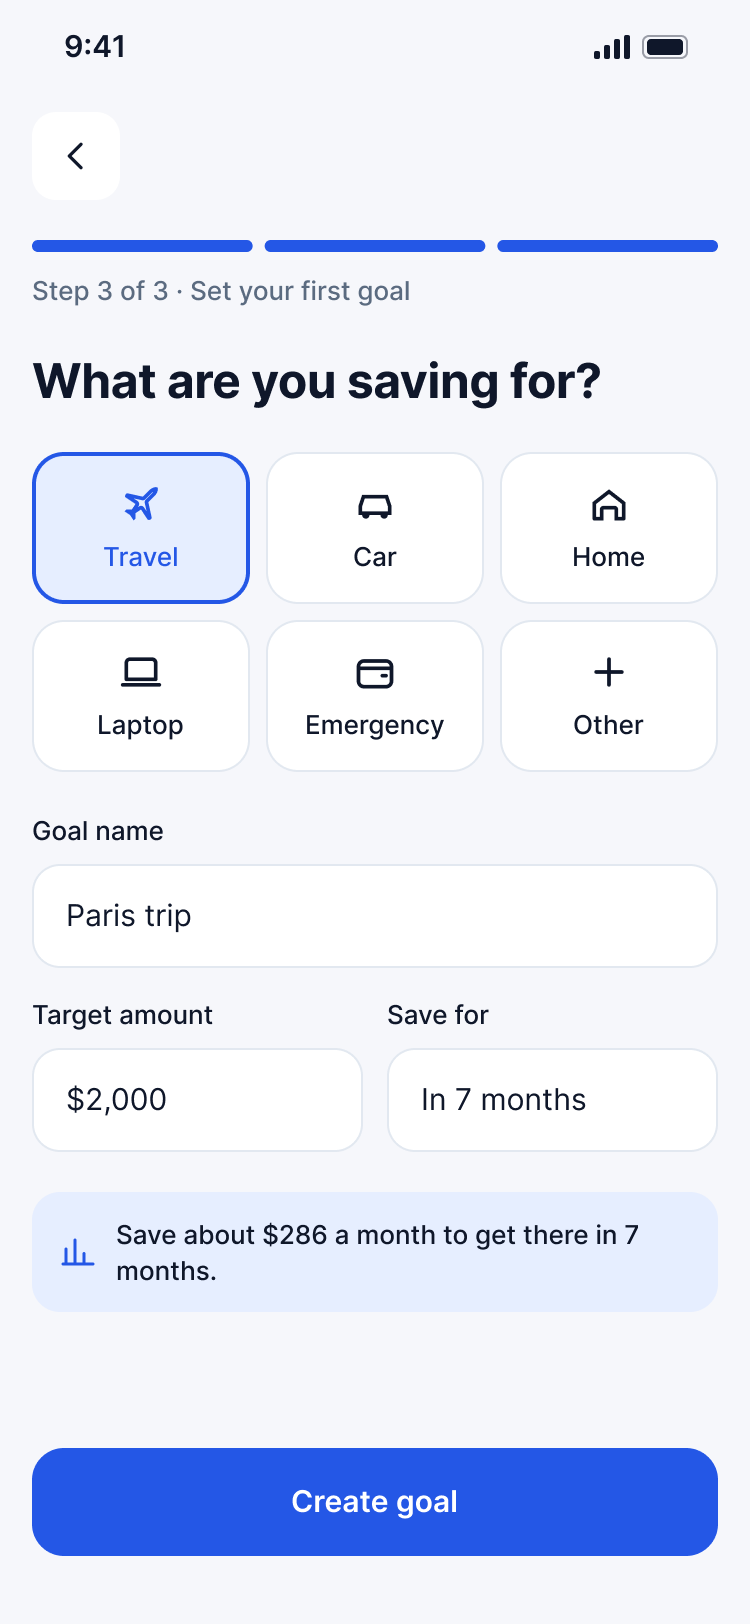 9:41
Step 3 of 3 · Set your first goal
What are you saving for?
Travel
Car
Home
Laptop
Emergency
Other
Goal name
Paris trip
Target amount
Save for
$2,000
In 7 months
Save about $286 a month to get there in 7
months.
Create goal